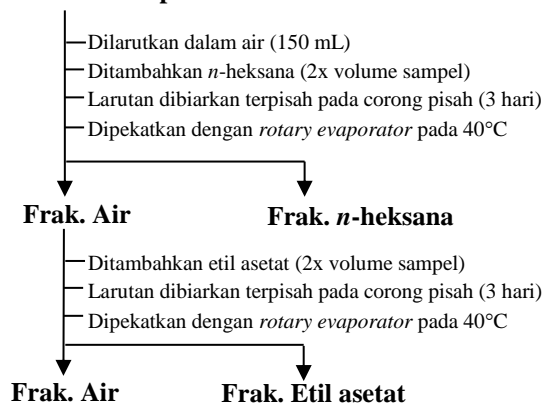 Dilarutkan dalam air (150 mL)
Ditambahkan n-heksana (2x volume sampel)
Larutan dibiarkan terpisah pada corong pisah (3 hari)
Dipekatkan dengan rotary evaporator pada 40°C
Frak. Air Frak. n-heksana
Ditambahkan etil asetat (2x volume sampel)
Larutan dibiarkan terpisah pada corong pisah (3 hari)
Dipekatkan dengan rotary evaporator pada 40°C
Frak. Air Frak. Etil asetat